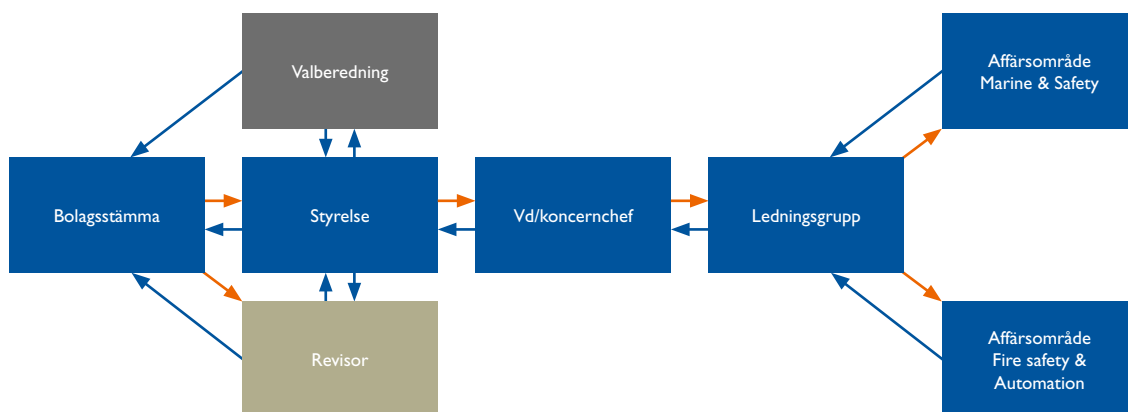 Valberedning
Affärsområde
Marine & Safety
Bolagsstämma
Styrelse
Vd/koncernchef
Ledningsgrupp
Revisor
Affärsområde
Fire safety &
Automation